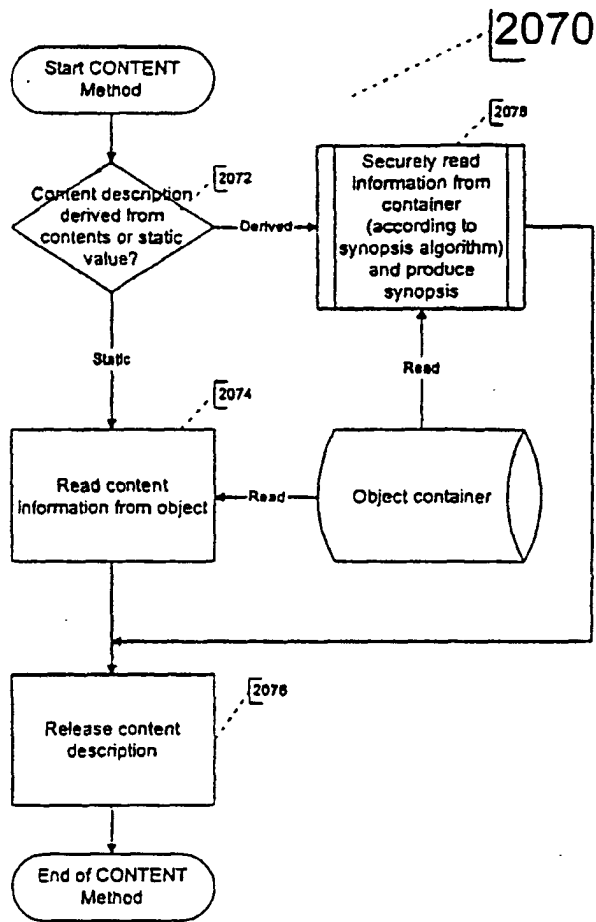 2070
Start CONTENT
Method
2072
Content description
derived from
contents or static
value?
Derived
2078
Securely read
information from
container
(according to
synopsis algorithm)
and produce
synopsis
Static
Read
2074
Read content
information from object
Read
Object container
2076
Release content
description
End of CONTENT
Method